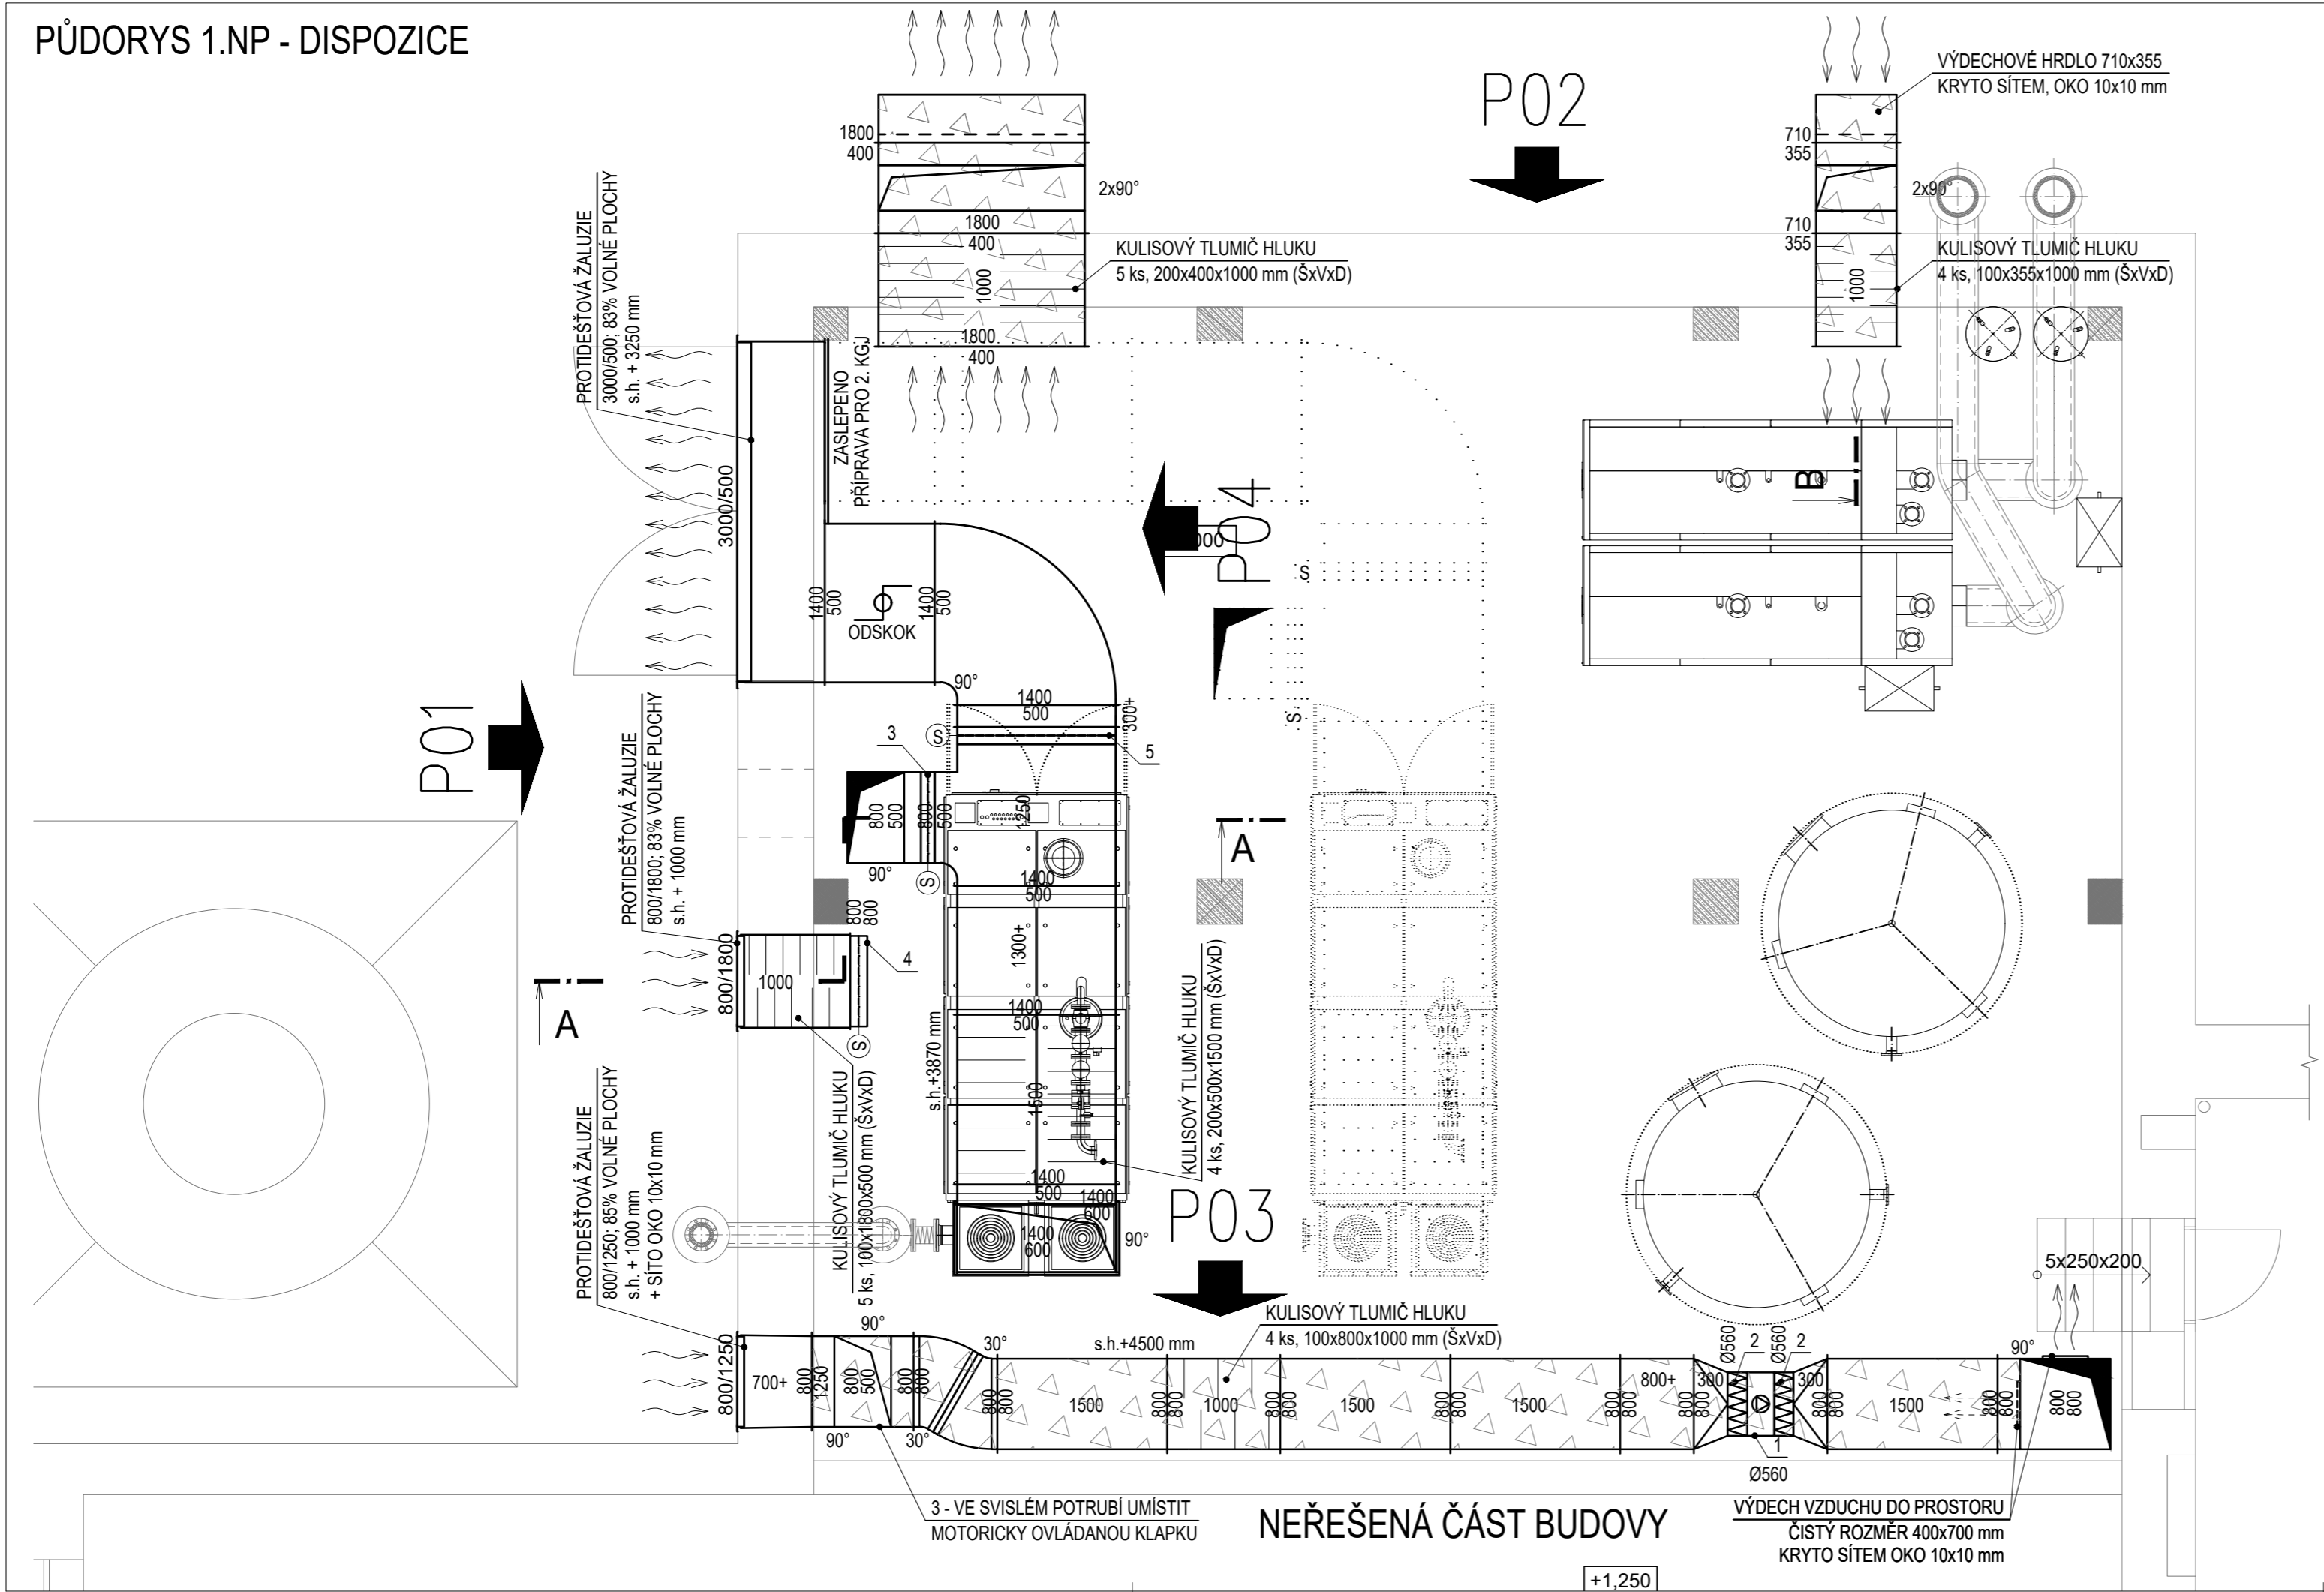 PŮDORYS 1.NP - DISPOZICE
P02
VÝDECHOVÉ HRDLO 710x355
KRYTO SÍTEM, OKO 10x10 mm
1800
400
2x90°
1800
400
1000
1800
400
KULISOVÝ TLUMIČ HLUKU
5 ks, 200x400x1000 mm (ŠxVxD)
710
355
2x90°
710
355
1000
KULISOVÝ TLUMIČ HLUKU
4 ks, 100x355x1000 mm (ŠxVxD)
PROTIDEŠŤOVÁ ŽALUZIE
3000/500; 83% VOLNÉ PLOCHY
s.h. + 3250 mm
3000/500
ZASLEPENO
PŘÍPRAVA PRO 2. KGJ
1400
500
ODSKOK
1400
500
90°
P04
000
S
S
B
P01
1400
500
300+
S
3
5
800
500
800
500
90°
S
1250
A
1400
500
PROTIDEŠŤOVÁ ŽALUZIE
800/1800; 83% VOLNÉ PLOCHY
s.h. + 1000 mm
800/1800
1000
800
800
4
S
A
1300+
1400
500
s.h.+3870 mm
1500
KULISOVÝ TLUMIČ HLUKU
4 ks, 200x500x1500 mm (ŠxVxD)
KULISOVÝ TLUMIČ HLUKU
5 ks, 100x1800x500 mm (ŠxVxD)
1400
500
1400
600
1400
600
90°
P03
PROTIDEŠŤOVÁ ŽALUZIE
800/1250; 85% VOLNÉ PLOCHY
s.h. + 1000 mm
+ SÍTO OKO 10x10 mm
800/1250
700+
800
1250
90°
800
500
800
800
90°
30°
30°
800
800
s.h.+4500 mm
KULISOVÝ TLUMIČ HLUKU
4 ks, 100x800x1000 mm (ŠxVxD)
1500
800
800
1000
800
800
1500
800
800
1500
800
800
800+
800
800
300
Ø560
2
Ø560
2
300
1
Ø560
800
800
1500
800
800
90°
800
800
5x250x200
3 - VE SVISLÉM POTRUBÍ UMÍSTIT
MOTORICKY OVLÁDANOU KLAPKU
NEŘEŠENÁ ČÁST BUDOVY
VÝDECH VZDUCHU DO PROSTORU
ČISTÝ ROZMĚR 400x700 mm
KRYTO SÍTEM OKO 10x10 mm
+1,250